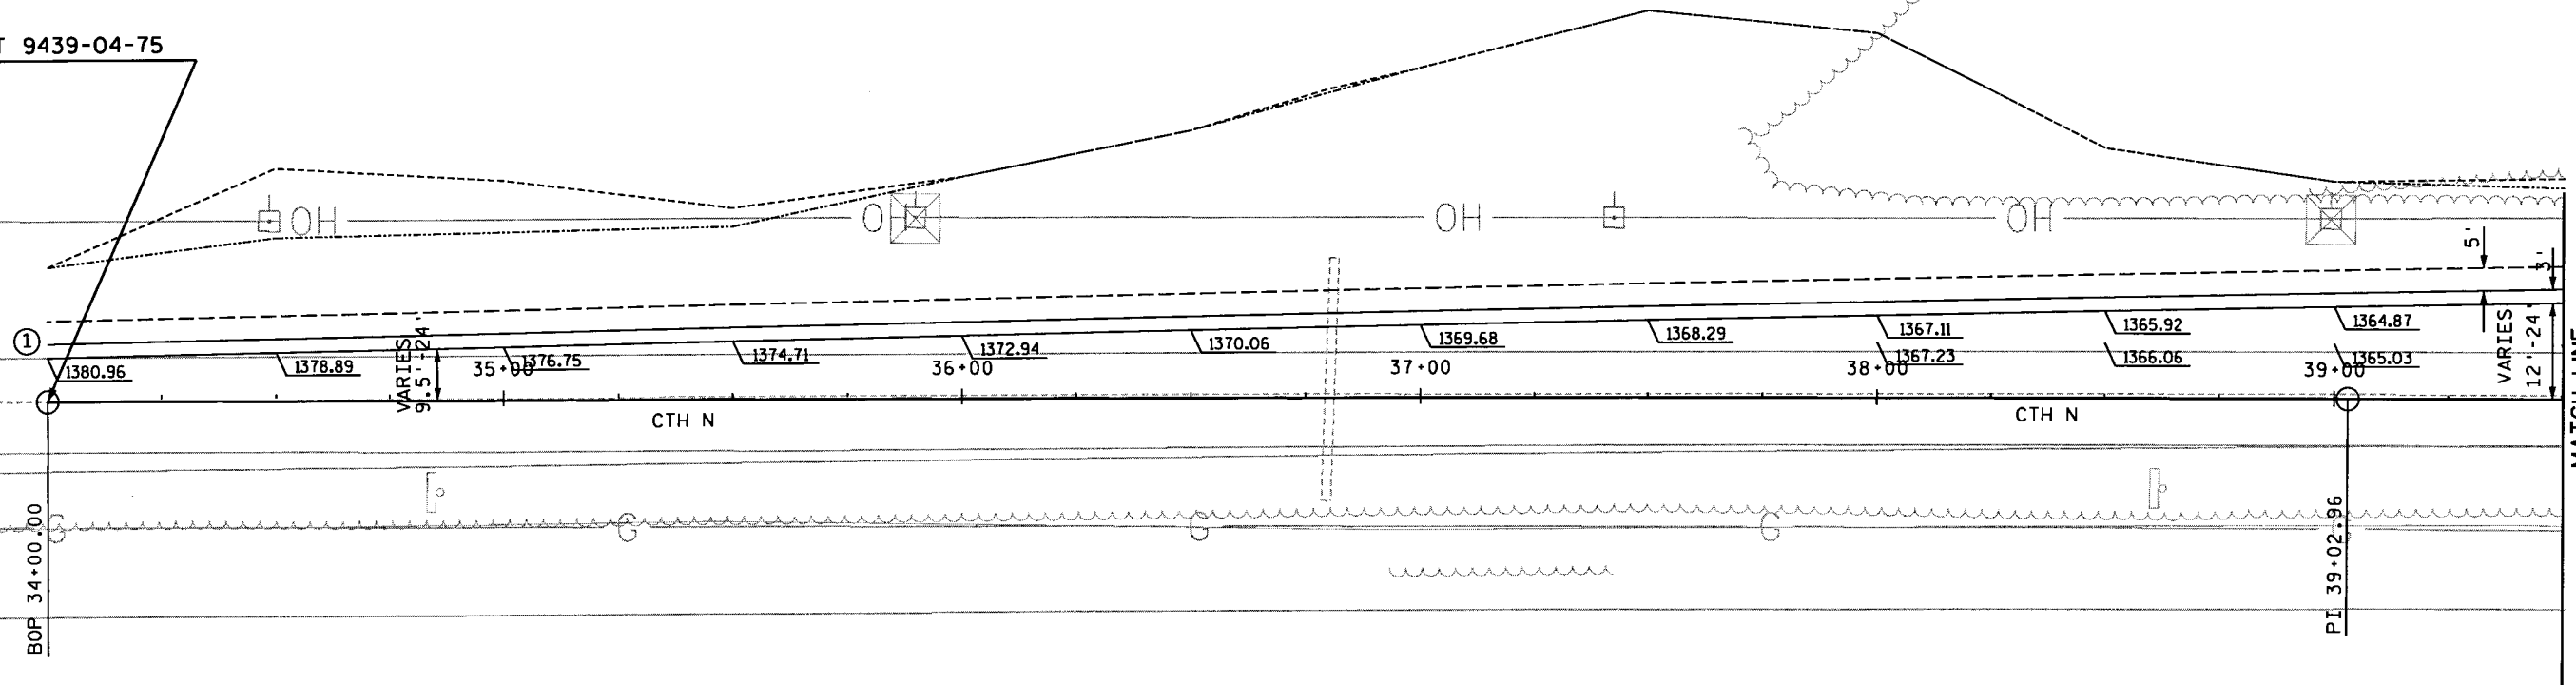 T 9439-04-75
OH
OH
OH
OH
5'
3'
1
1380.96
1378.89
1376.75
1374.71
1372.94
1370.06
1369.68
1368.29
1367.11
1365.92
1364.87
1367.23
1366.06
1365.03
VARIES
9.5'-24'
VARIES
12'-24'
35+00
36+00
37+00
38+00
39+00
CTH N
CTH N
MATCH LINE
G
G
G
G
G
BOP 34+00.00
PI 39+02.96